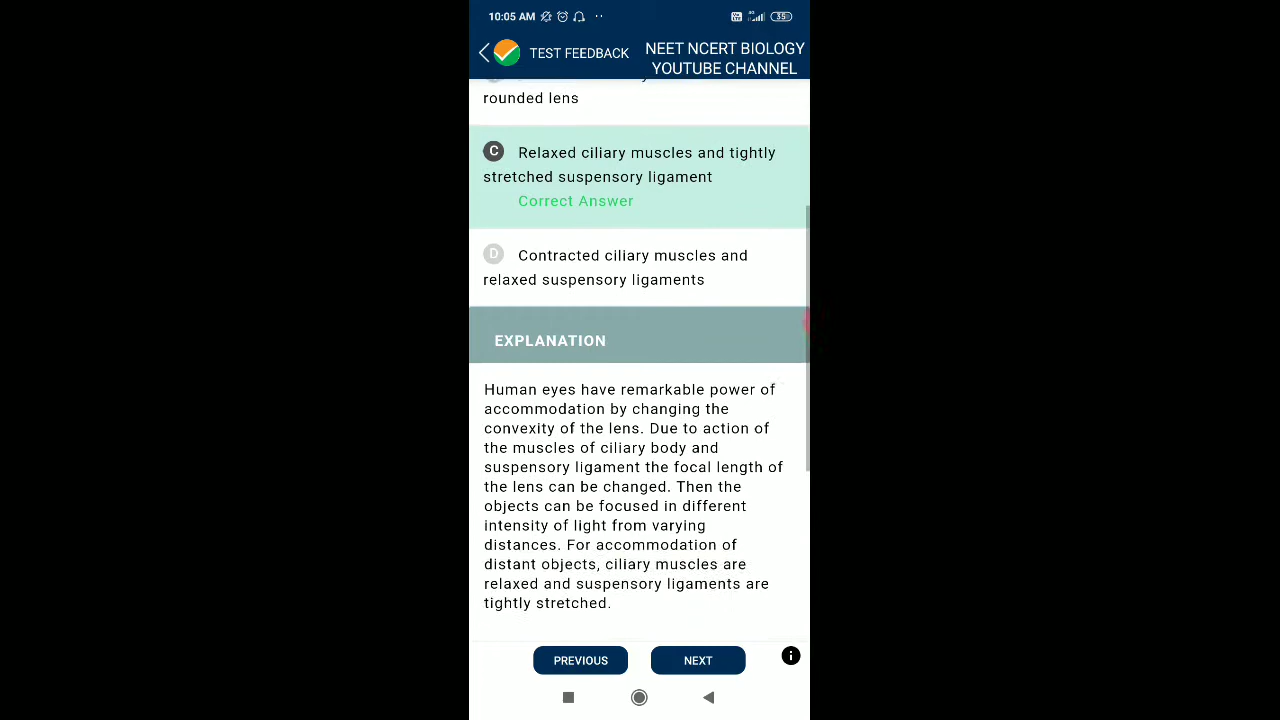 10:05 AM
35
TEST FEEDBACK
NEET NCERT BIOLOGY
YOUTUBE CHANNEL
rounded lens
C Relaxed ciliary muscles and tightly
stretched suspensory ligament
Correct Answer
D Contracted ciliary muscles and
relaxed suspensory ligaments
EXPLANATION
Human eyes have remarkable power of
accommodation by changing the
convexity of the lens. Due to action of
the muscles of ciliary body and
suspensory ligament the focal length of
the lens can be changed. Then the
objects can be focused in different
intensity of light from varying
distances. For accommodation of
distant objects, ciliary muscles are
relaxed and suspensory ligaments are
tightly stretched.
PREVIOUS
NEXT